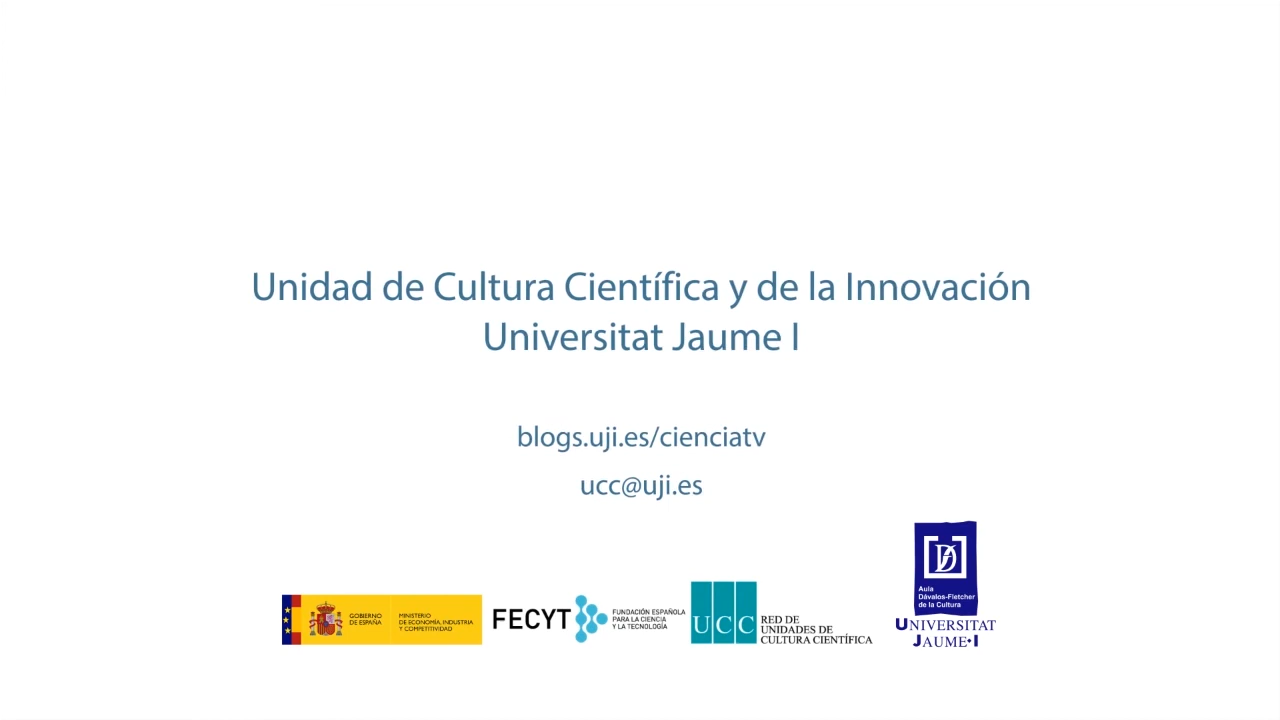 Unidad de Cultura Científica y de la Innovación
Universitat Jaume I
blogs.uji.es/cienciatv
ucc@uji.es
GOBIERNO
DE ESPAÑA
MINISTERIO
DE ECONOMÍA, INDUSTRIA
Y COMPETITIVIDAD
FECYT
FUNDACIÓN ESPAÑOLA
PARA LA CIENCIA
Y LA TECNOLOGÍA
UCC
RED DE
UNIDADES DE
CULTURA CIENTÍFICA
Aula
Dávalos-Fletcher
de la Cultura
UNIVERSITAT
JAUME·I